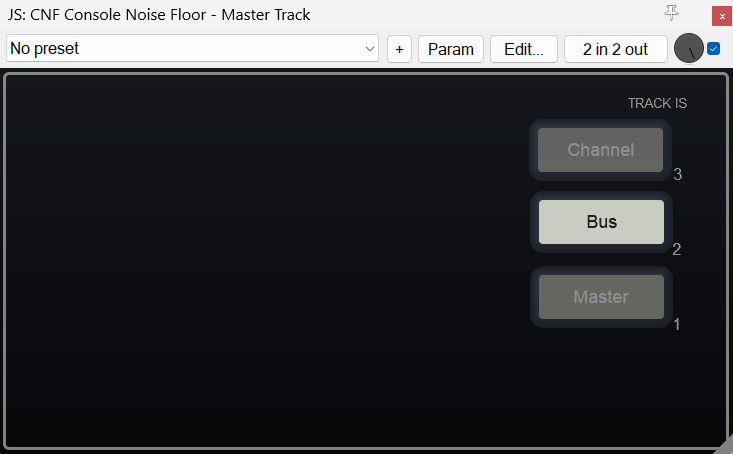 JS: CNF Console Noise Floor - Master Track
x
No preset
+
Param
Edit...
2 in 2 out
TRACK IS
Channel
3
Bus
2
Master
1